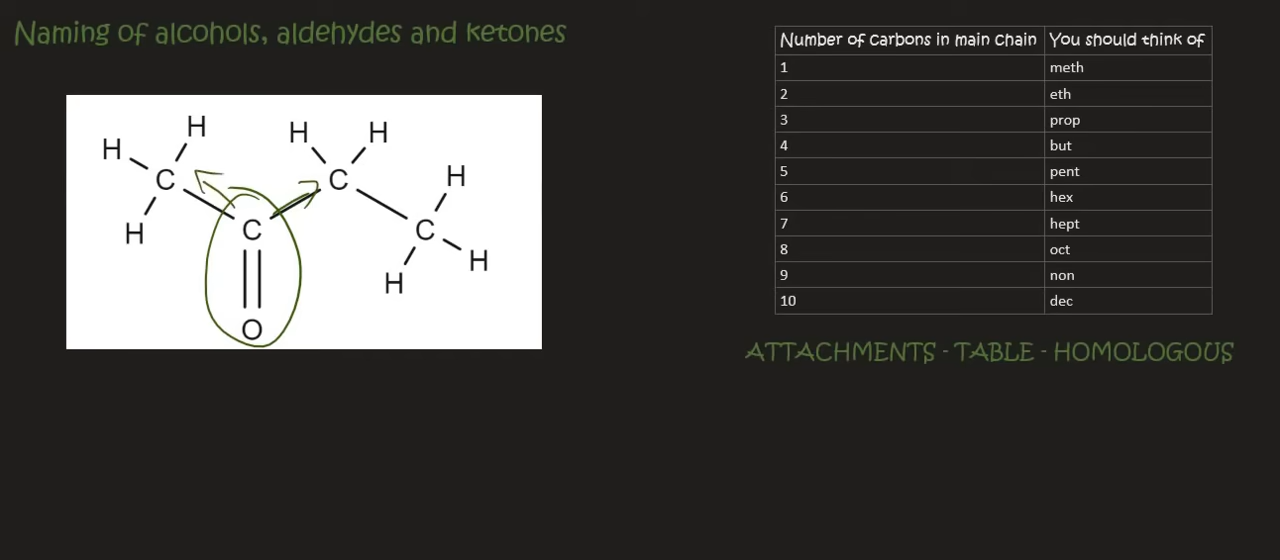 Naming of alcohols, aldehydes and ketones
H H H H
H C C H
H C C H
H
O
Number of carbons in main chain You should think of
1 meth
2 eth
3 prop
4 but
5 pent
6 hex
7 hept
8 oct
9 non
10 dec
ATTACHMENTS - TABLE - HOMOLOGOUS